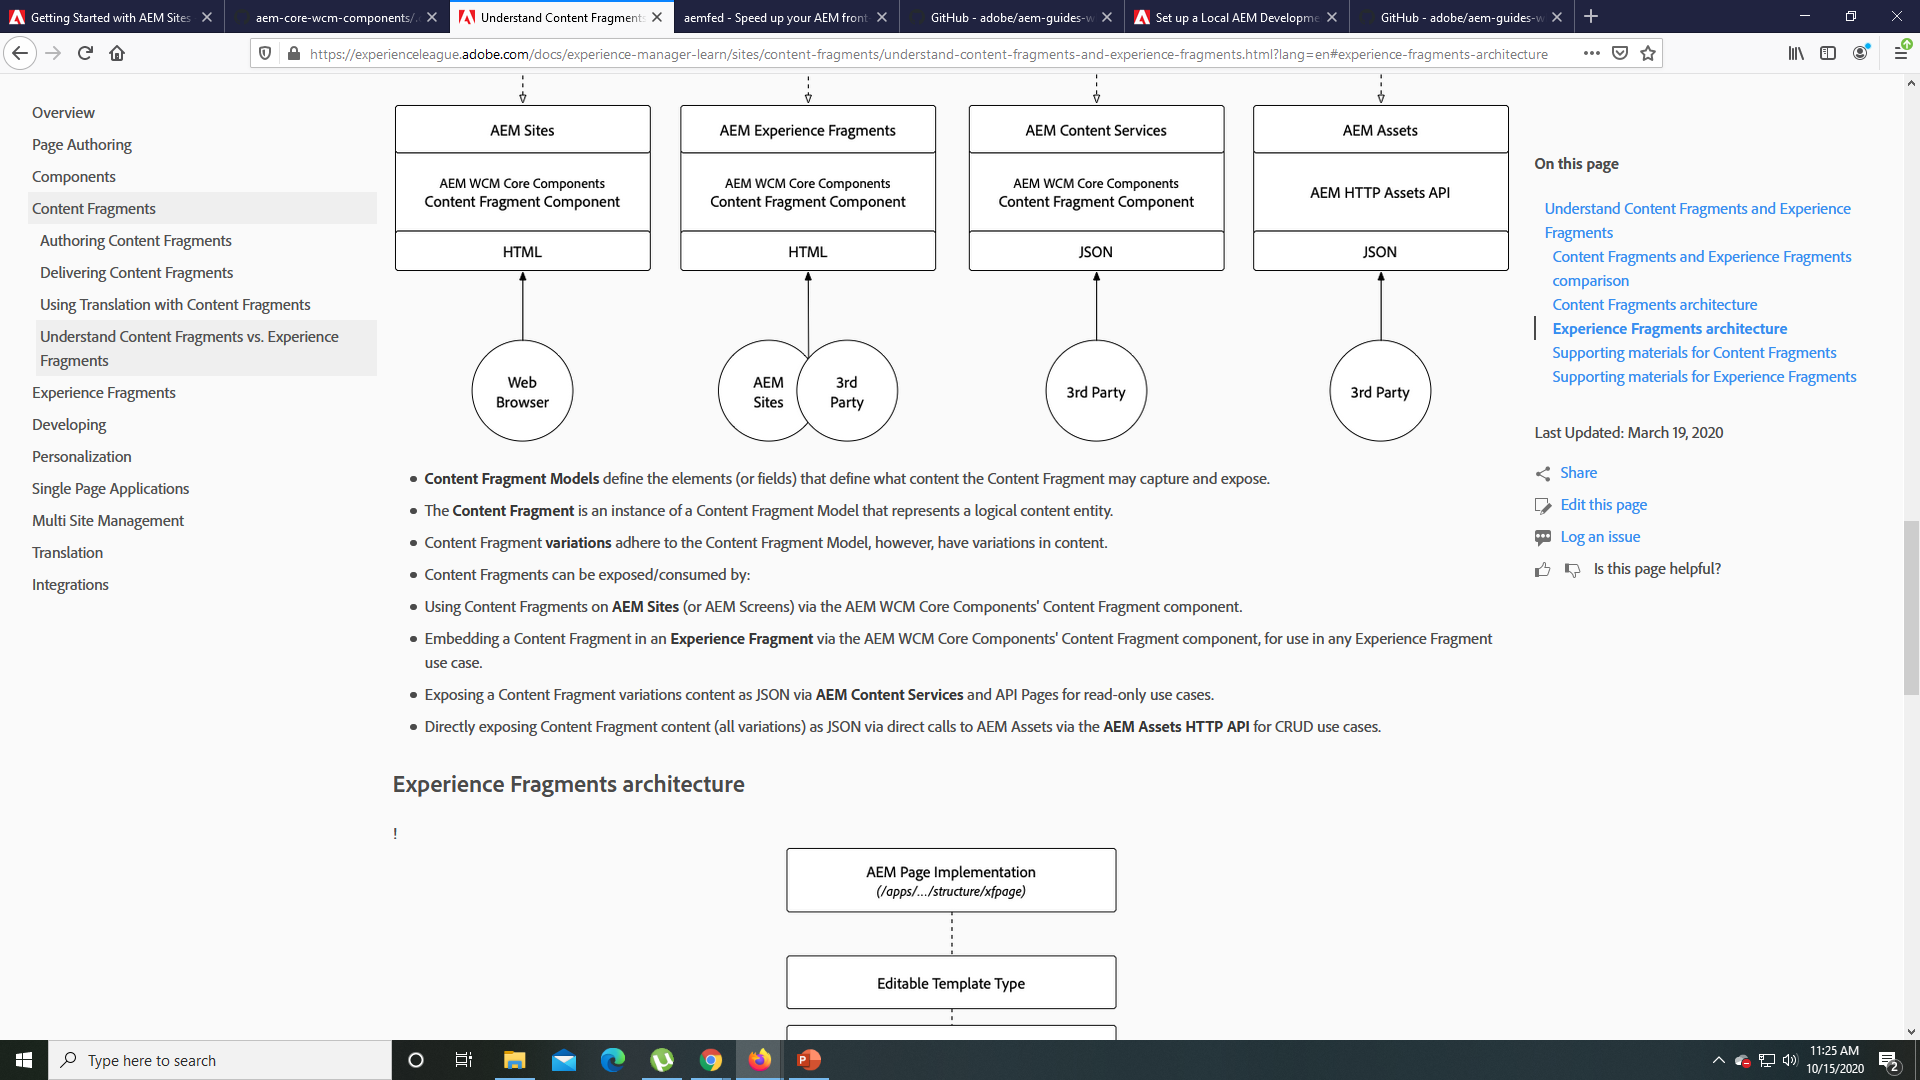 Getting Started with AEM Sites
aem-core-wcm-components/.
Understand Content Fragments
aemfed - Speed up your AEM front
GitHub - adobe/aem-guides-w
Set up a Local AEM Developme
GitHub - adobe/aem-guides-w
https://experienceleague.adobe.com/docs/experience-manager-learn/sites/content-fragments/understand-content-fragments-and-experience-fragments.html?lang=en#experience-fragments-architecture
Overview
Page Authoring
Components
Content Fragments
Authoring Content Fragments
Delivering Content Fragments
Using Translation with Content Fragments
Understand Content Fragments vs. Experience
Fragments
Experience Fragments
Developing
Personalization
Single Page Applications
Multi Site Management
Translation
Integrations
AEM Sites
AEM WCM Core Components
Content Fragment Component
HTML
Web
Browser
AEM Experience Fragments
AEM WCM Core Components
Content Fragment Component
HTML
AEM
Sites
3rd
Party
AEM Content Services
AEM WCM Core Components
Content Fragment Component
JSON
3rd Party
AEM Assets
AEM HTTP Assets API
JSON
3rd Party
• Content Fragment Models define the elements (or fields) that define what content the Content Fragment may capture and expose.
• The Content Fragment is an instance of a Content Fragment Model that represents a logical content entity.
• Content Fragment variations adhere to the Content Fragment Model, however, have variations in content.
• Content Fragments can be exposed/consumed by:
• Using Content Fragments on AEM Sites (or AEM Screens) via the AEM WCM Core Components' Content Fragment component.
• Embedding a Content Fragment in an Experience Fragment via the AEM WCM Core Components' Content Fragment component, for use in any Experience Fragment
use case.
• Exposing a Content Fragment variations content as JSON via AEM Content Services and API Pages for read-only use cases.
• Directly exposing Content Fragment content (all variations) as JSON via direct calls to AEM Assets via the AEM Assets HTTP API for CRUD use cases.
Experience Fragments architecture
!
AEM Page Implementation
(/apps/.../structure/xfpage)
Editable Template Type
On this page
Understand Content Fragments and Experience
Fragments
Content Fragments and Experience Fragments
comparison
Content Fragments architecture
Experience Fragments architecture
Supporting materials for Content Fragments
Supporting materials for Experience Fragments
Last Updated: March 19, 2020
Share
Edit this page
Log an issue
Is this page helpful?
Type here to search
11:25 AM
10/15/2020
2